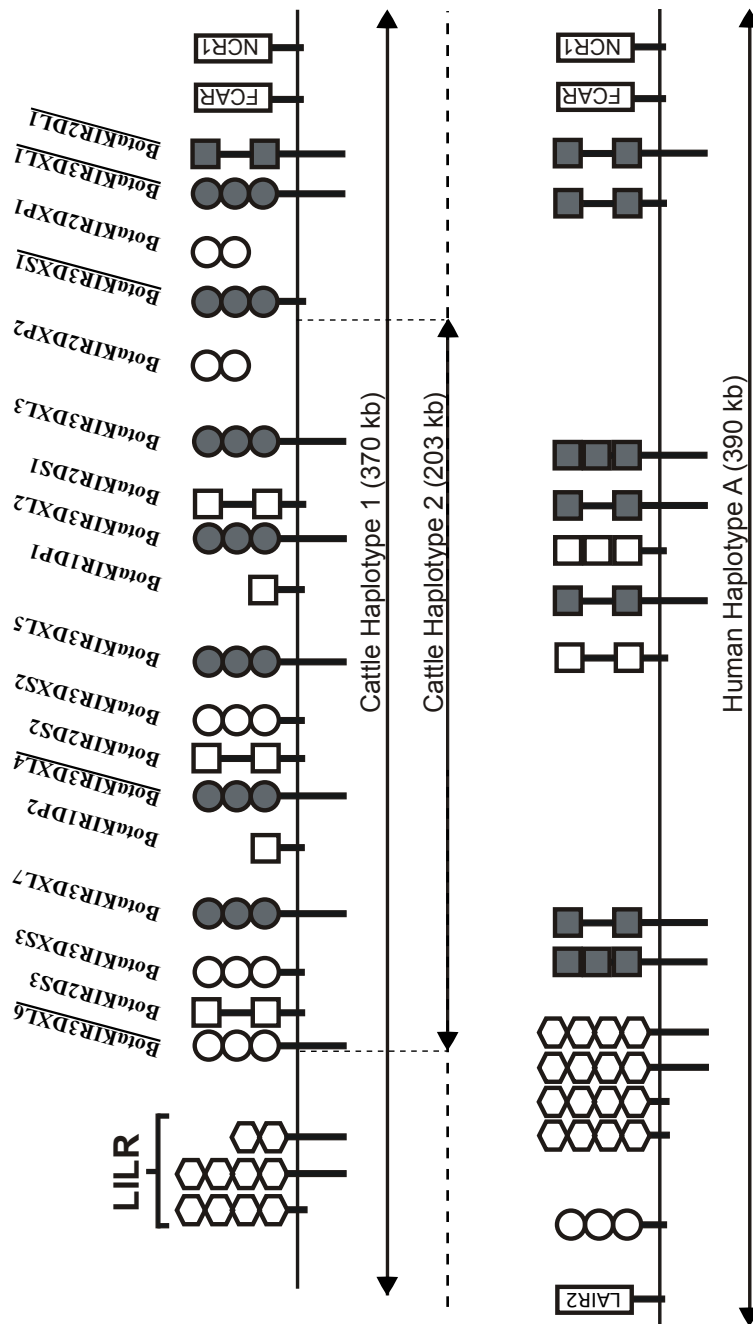 LILR
BotaKIR3DXL6
BotaKIR2DS3
BotaKIR3DXS3
BotaKIR3DXL7
BotaKIR1DP2
BotaKIR3DXL4
BotaKIR2DS2
BotaKIR3DXS2
BotaKIR3DXL5
BotaKIR1DP1
BotaKIR3DXL2
BotaKIR2DS1
BotaKIR3DXL3
BotaKIR2DXP2
BotaKIR3DXS1
BotaKIR2DXP1
BotaKIR3DXL1
BotaKIR2DL1
FCAR
NCR1
Cattle Haplotype 1 (370 kb)
Cattle Haplotype 2 (203 kb)
LAIR2
FCAR
NCR1
Human Haplotype A (390 kb)